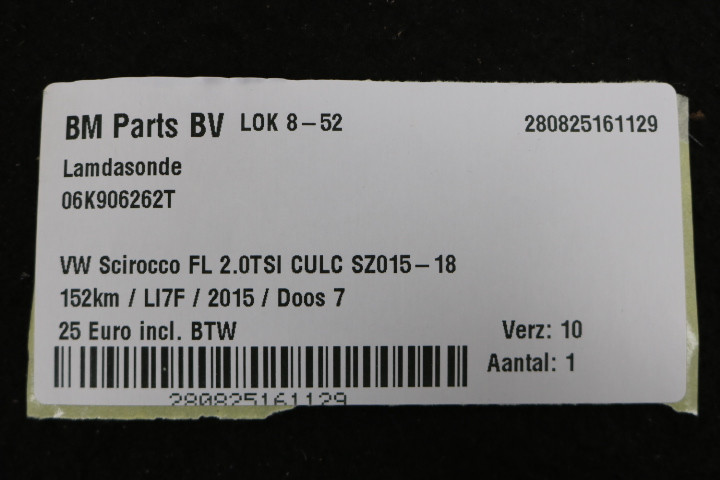 BM Parts BV LOK 8-52 280825161129
Lamdasonde
06K906262T
VW Scirocco FL 2.0TSI CULC SZ015-18
152km / LI7F / 2015 / Doos 7
25 Euro incl. BTW Verz: 10
Aantal: 1
280825161129